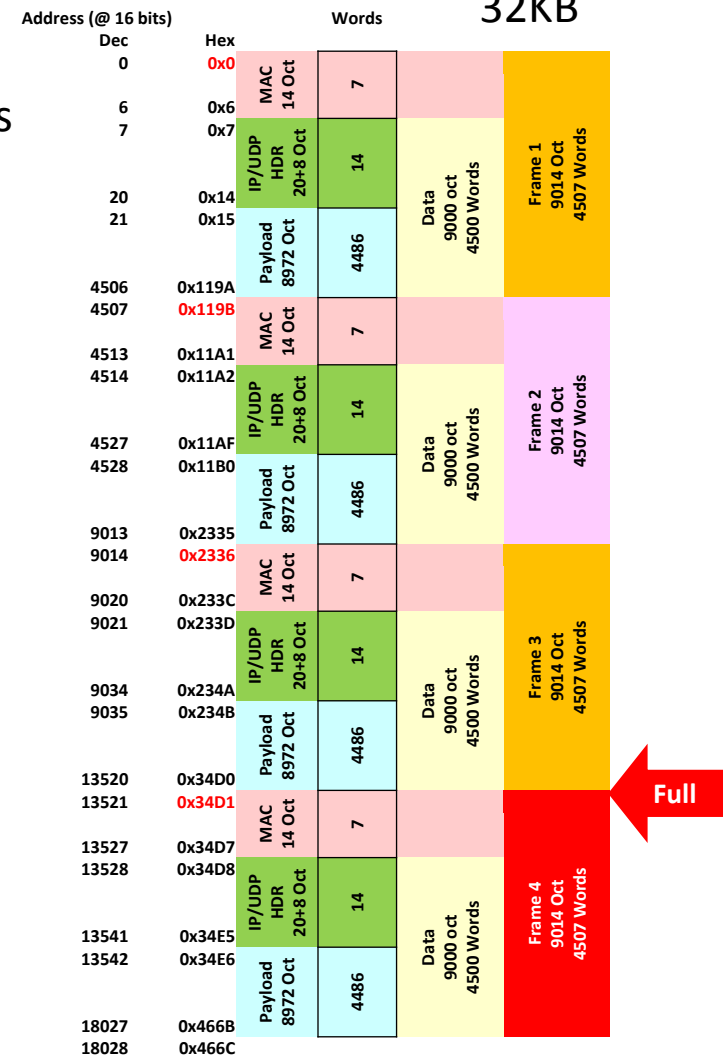 32KB
Address (@ 16 bits) Words
Dec Hex
0 0x0
MAC
14 Oct
7
6 0x6
7 0x7
IP/UDP
HDR
20+8 Oct
14
20 0x14
21 0x15
Payload
8972 Oct
4486
4506 0x119A
Data
9000 oct
4500 Words
Frame 1
9014 Oct
4507 Words
4507 0x119B
MAC
14 Oct
7
4513 0x11A1
4514 0x11A2
IP/UDP
HDR
20+8 Oct
14
4527 0x11AF
4528 0x11B0
Payload
8972 Oct
4486
9013 0x2335
Data
9000 oct
4500 Words
Frame 2
9014 Oct
4507 Words
9014 0x2336
MAC
14 Oct
7
9020 0x233C
9021 0x233D
IP/UDP
HDR
20+8 Oct
14
9034 0x234A
9035 0x234B
Payload
8972 Oct
4486
13520 0x34D0
Data
9000 oct
4500 Words
Frame 3
9014 Oct
4507 Words
Full
13521 0x34D1
MAC
14 Oct
7
13527 0x34D7
13528 0x34D8
IP/UDP
HDR
20+8 Oct
14
13541 0x34E5
13542 0x34E6
Payload
8972 Oct
4486
18027 0x466B
Data
9000 oct
4500 Words
Frame 4
9014 Oct
4507 Words
18028 0x466C